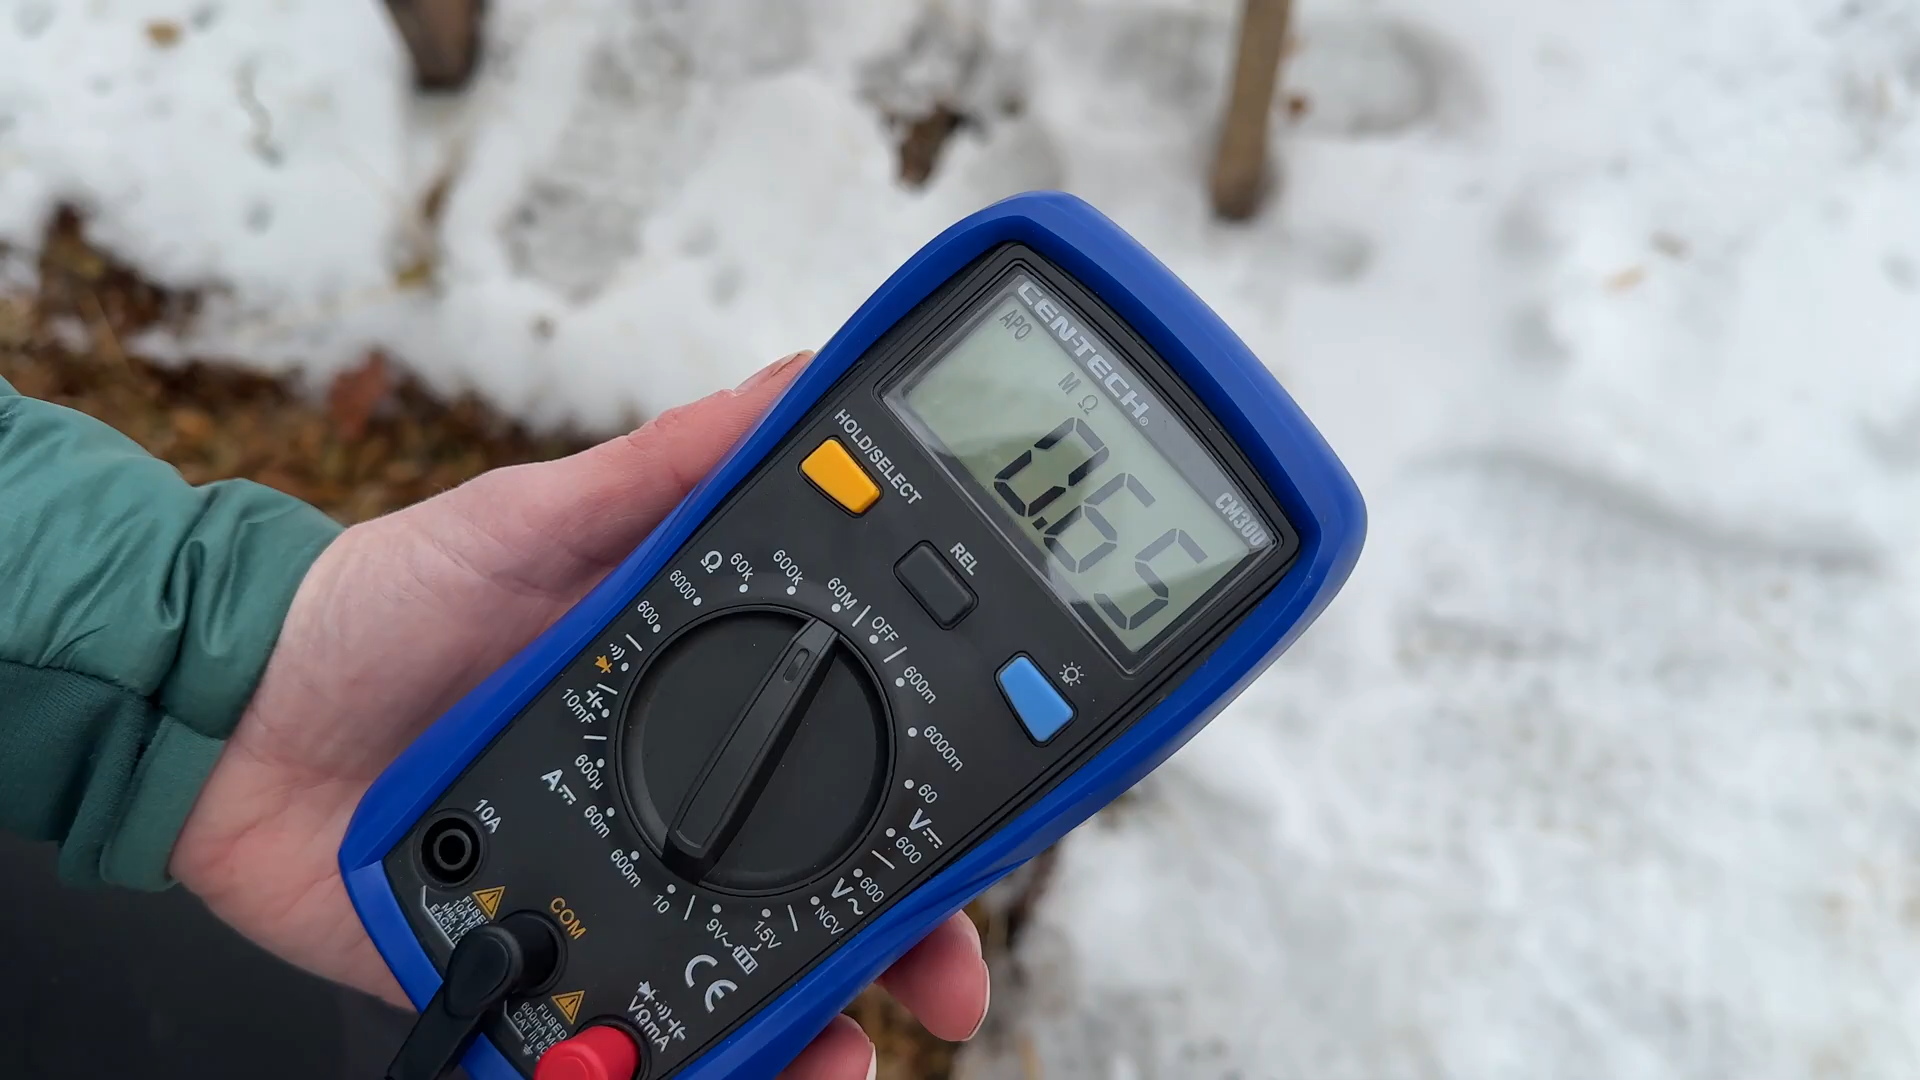 CEN-TECH®
APO
MΩ
0.65
CM300
HOLD/SELECT
REL
Ω
600
6000
60k
600k
60M
OFF
600m
6000m
60
V
600
600
V~
NCV
1.5V
9V
10
600m
60m
600µ
A
10mF
10A
COM
CE
FUSED
VΩmA